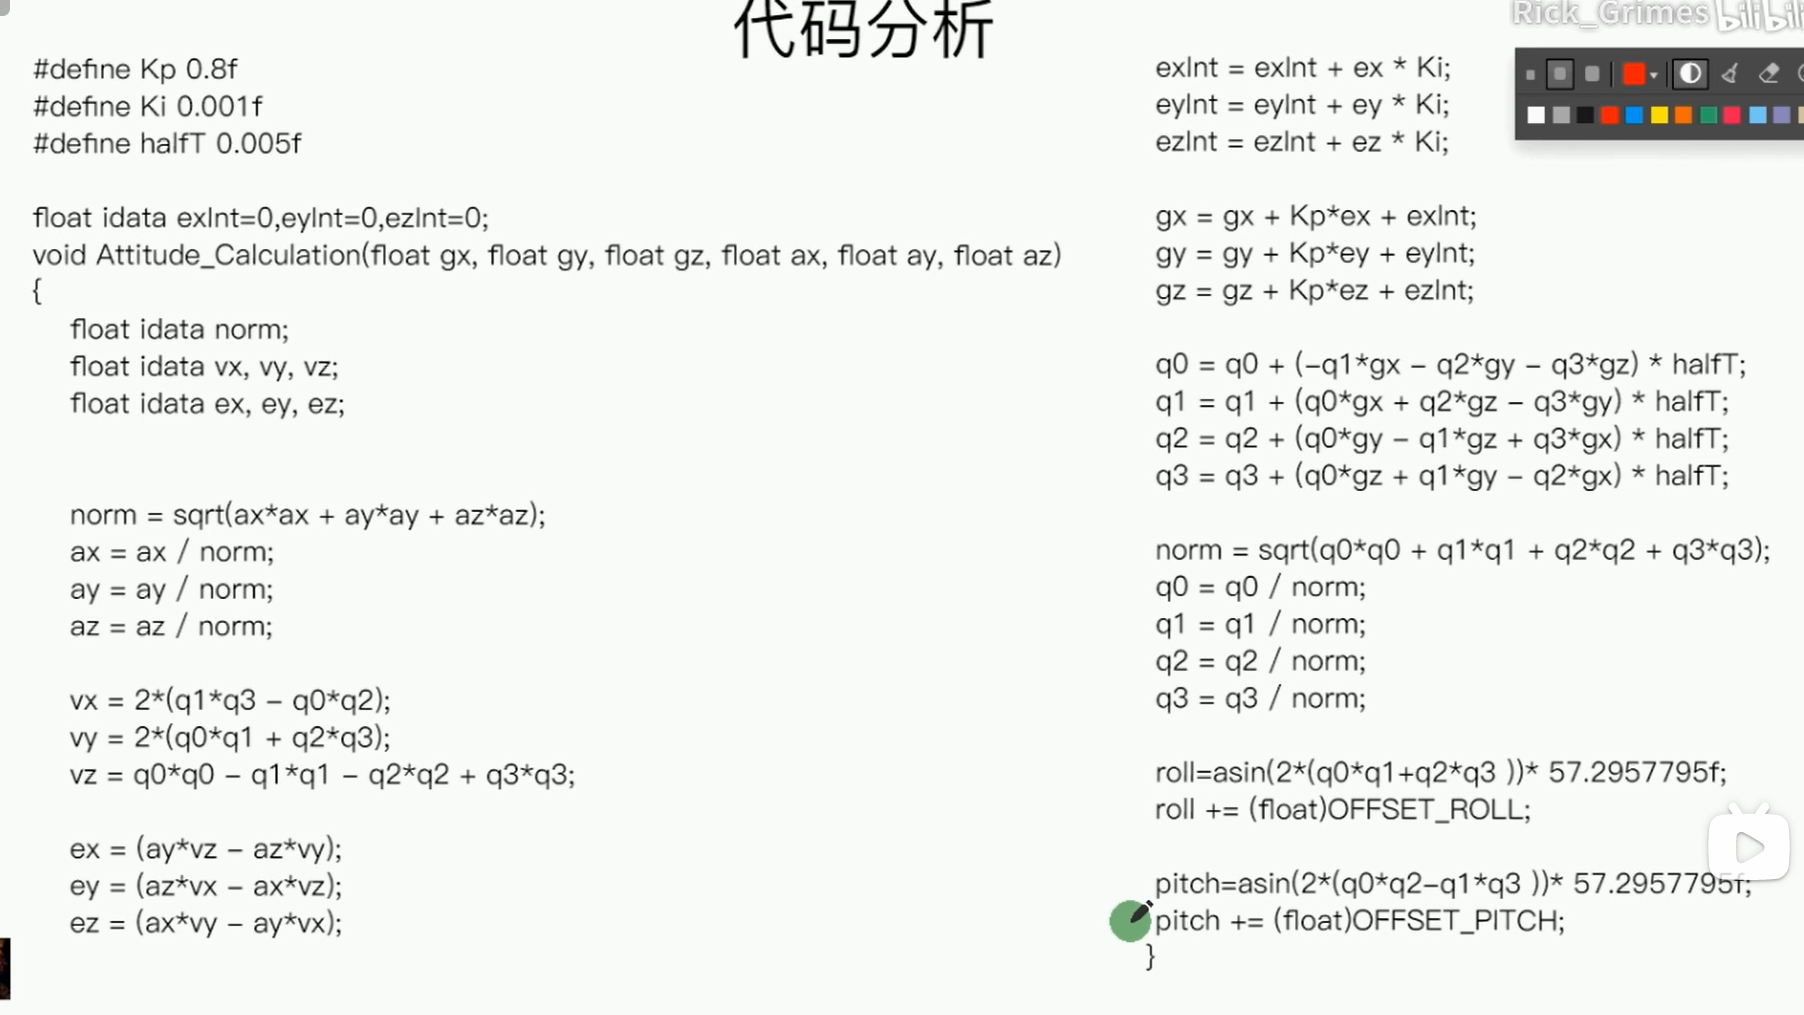 代码分析
Rick_Grimes bilibili
#define Kp 0.8f
#define Ki 0.001f
#define halfT 0.005f
float idata exInt=0,eyInt=0,ezInt=0;
void Attitude_Calculation(float gx, float gy, float gz, float ax, float ay, float az)
{
float idata norm;
float idata vx, vy, vz;
float idata ex, ey, ez;
norm = sqrt(ax*ax + ay*ay + az*az);
ax = ax / norm;
ay = ay / norm;
az = az / norm;
vx = 2*(q1*q3 − q0*q2);
vy = 2*(q0*q1 + q2*q3);
vz = q0*q0 − q1*q1 − q2*q2 + q3*q3;
ex = (ay*vz − az*vy);
ey = (az*vx − ax*vz);
ez = (ax*vy − ay*vx);
exInt = exInt + ex * Ki;
eyInt = eyInt + ey * Ki;
ezInt = ezInt + ez * Ki;
gx = gx + Kp*ex + exInt;
gy = gy + Kp*ey + eyInt;
gz = gz + Kp*ez + ezInt;
q0 = q0 + (−q1*gx − q2*gy − q3*gz) * halfT;
q1 = q1 + (q0*gx + q2*gz − q3*gy) * halfT;
q2 = q2 + (q0*gy − q1*gz + q3*gx) * halfT;
q3 = q3 + (q0*gz + q1*gy − q2*gx) * halfT;
norm = sqrt(q0*q0 + q1*q1 + q2*q2 + q3*q3);
q0 = q0 / norm;
q1 = q1 / norm;
q2 = q2 / norm;
q3 = q3 / norm;
roll=asin(2*(q0*q1+q2*q3 ))* 57.2957795f;
roll += (float)OFFSET_ROLL;
pitch=asin(2*(q0*q2−q1*q3 ))* 57.2957795f;
pitch += (float)OFFSET_PITCH;
}